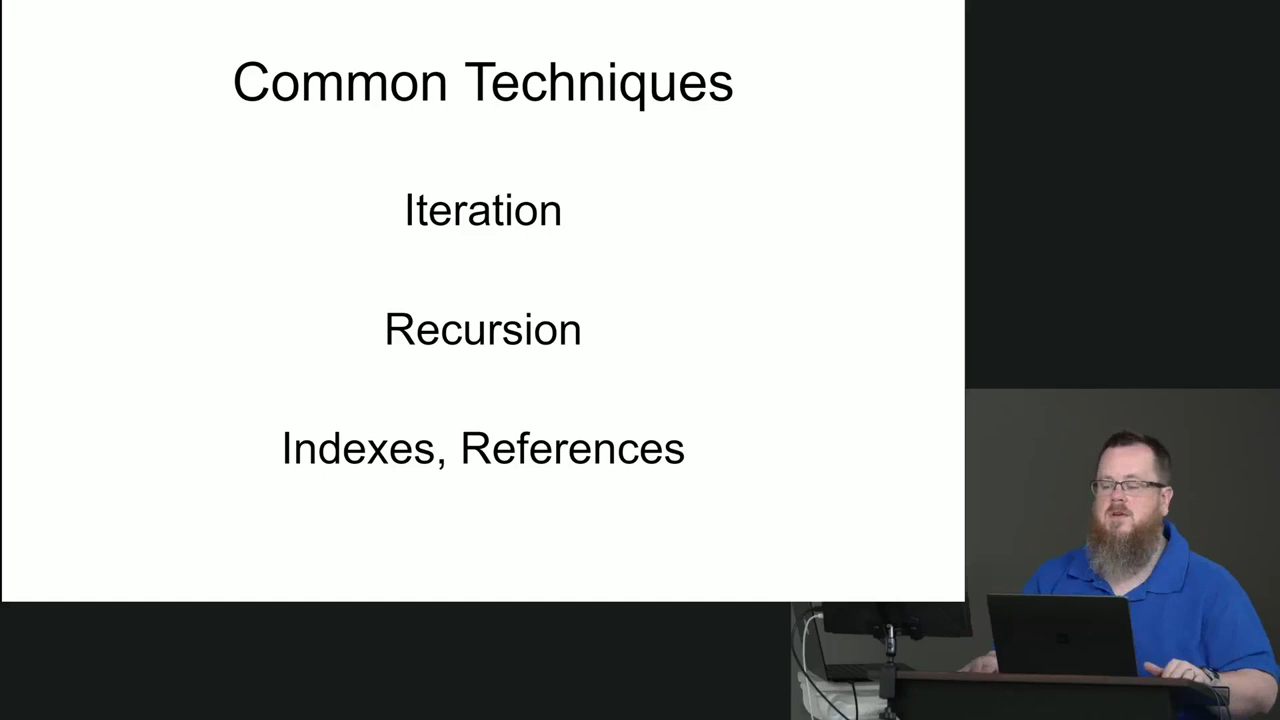 Common Techniques
Iteration
Recursion
Indexes, References